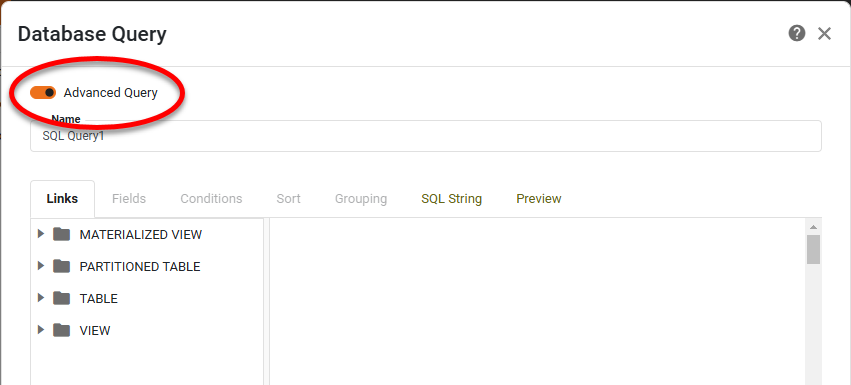 Database Query
Advanced Query
Name
SQL Query1
Links Fields Conditions Sort Grouping SQL String Preview
MATERIALIZED VIEW
PARTITIONED TABLE
TABLE
VIEW